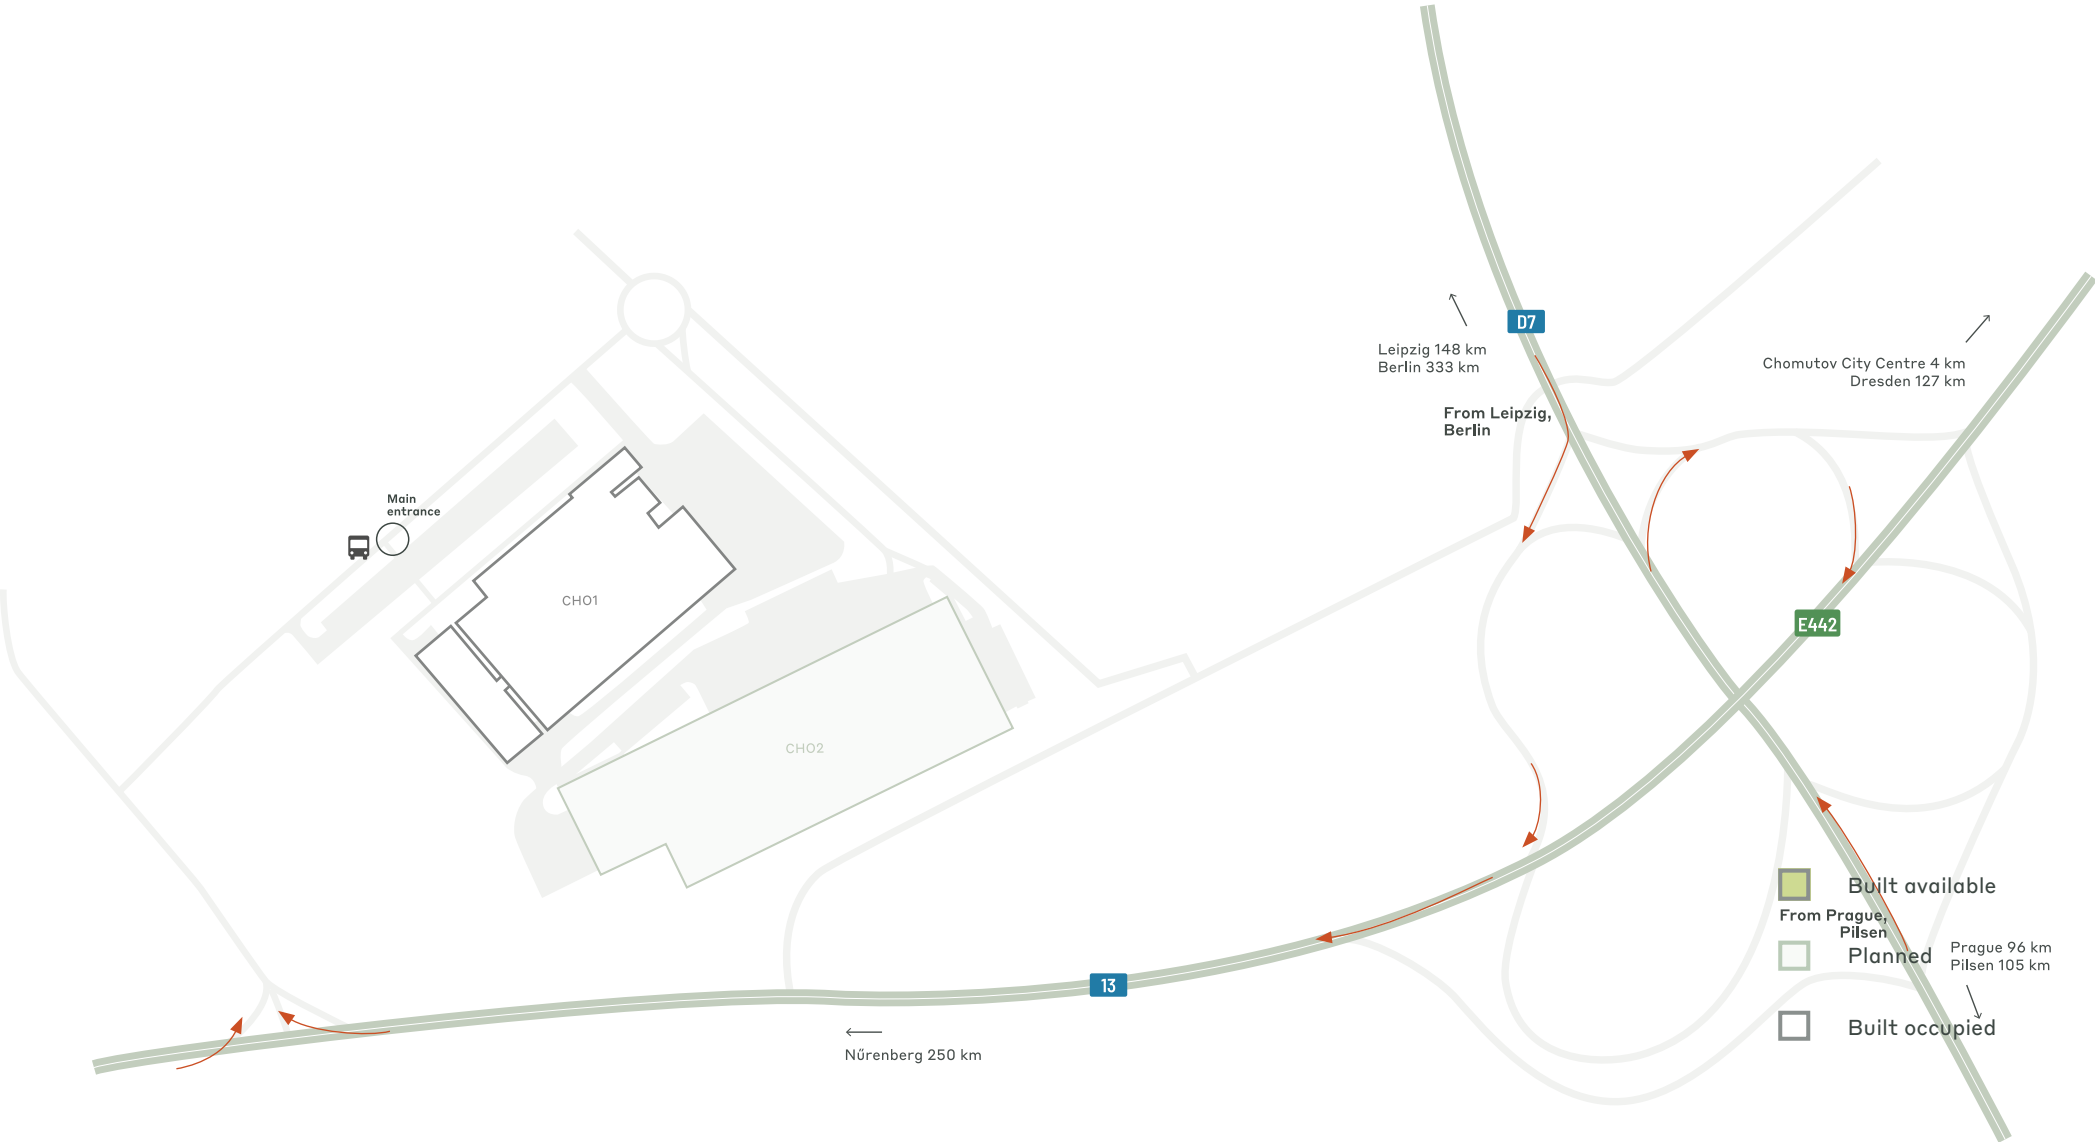 D7
Leipzig 148 km
Berlin 333 km
Chomutov City Centre 4 km
Dresden 127 km
From Leipzig,
Berlin
Main
entrance
CHO1
E442
CHO2
Built available
From Prague,
Pilsen
Planned
Prague 96 km
Pilsen 105 km
13
Built occupied
Nűrenberg 250 km